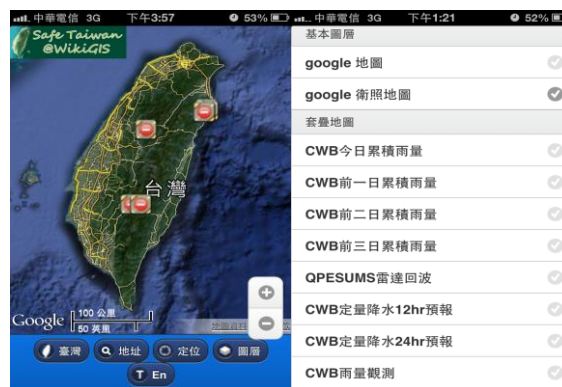 中華電信 3G 下午3:57 53%
Safe Taiwan
@WikiGIS
台灣
Google
100 公里
50 英里
地圖資料
臺灣
地址
定位
圖層
T En
中華電信 3G 下午1:21 52%
基本圖層
google 地圖
google 衛照地圖
套疊地圖
CWB今日累積雨量
CWB前一日累積雨量
CWB前二日累積雨量
CWB前三日累積雨量
QPESUMS雷達回波
CWB定量降水12hr預報
CWB定量降水24hr預報
CWB雨量觀測